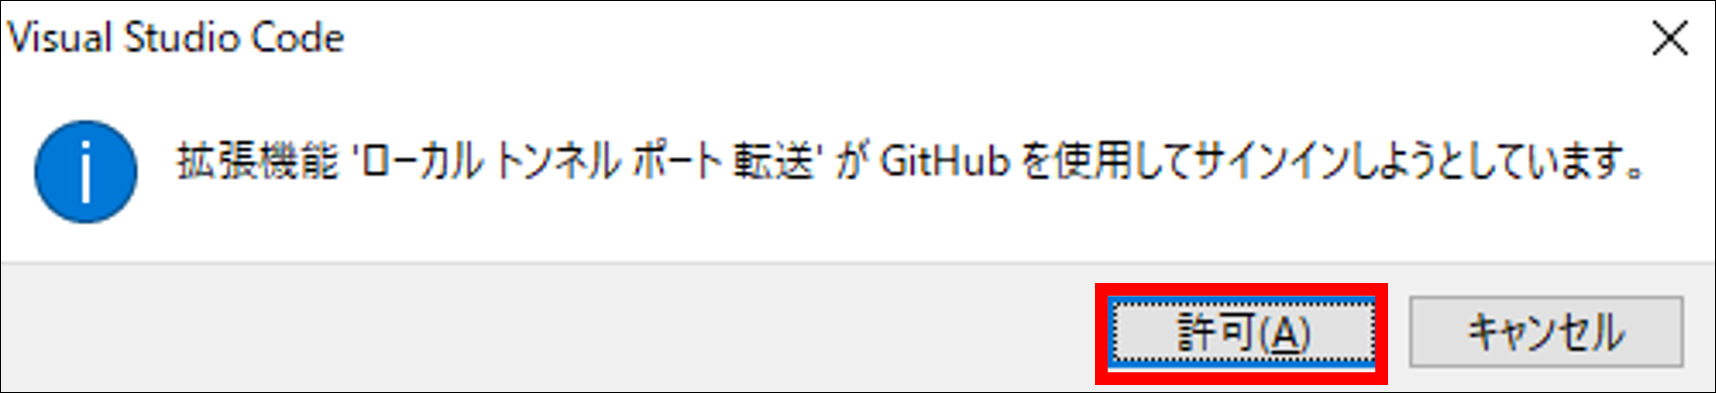 Visual Studio Code
拡張機能 'ローカル トンネル ポート 転送' が GitHub を使用してサインインしようとしています。
許可(A)
キャンセル